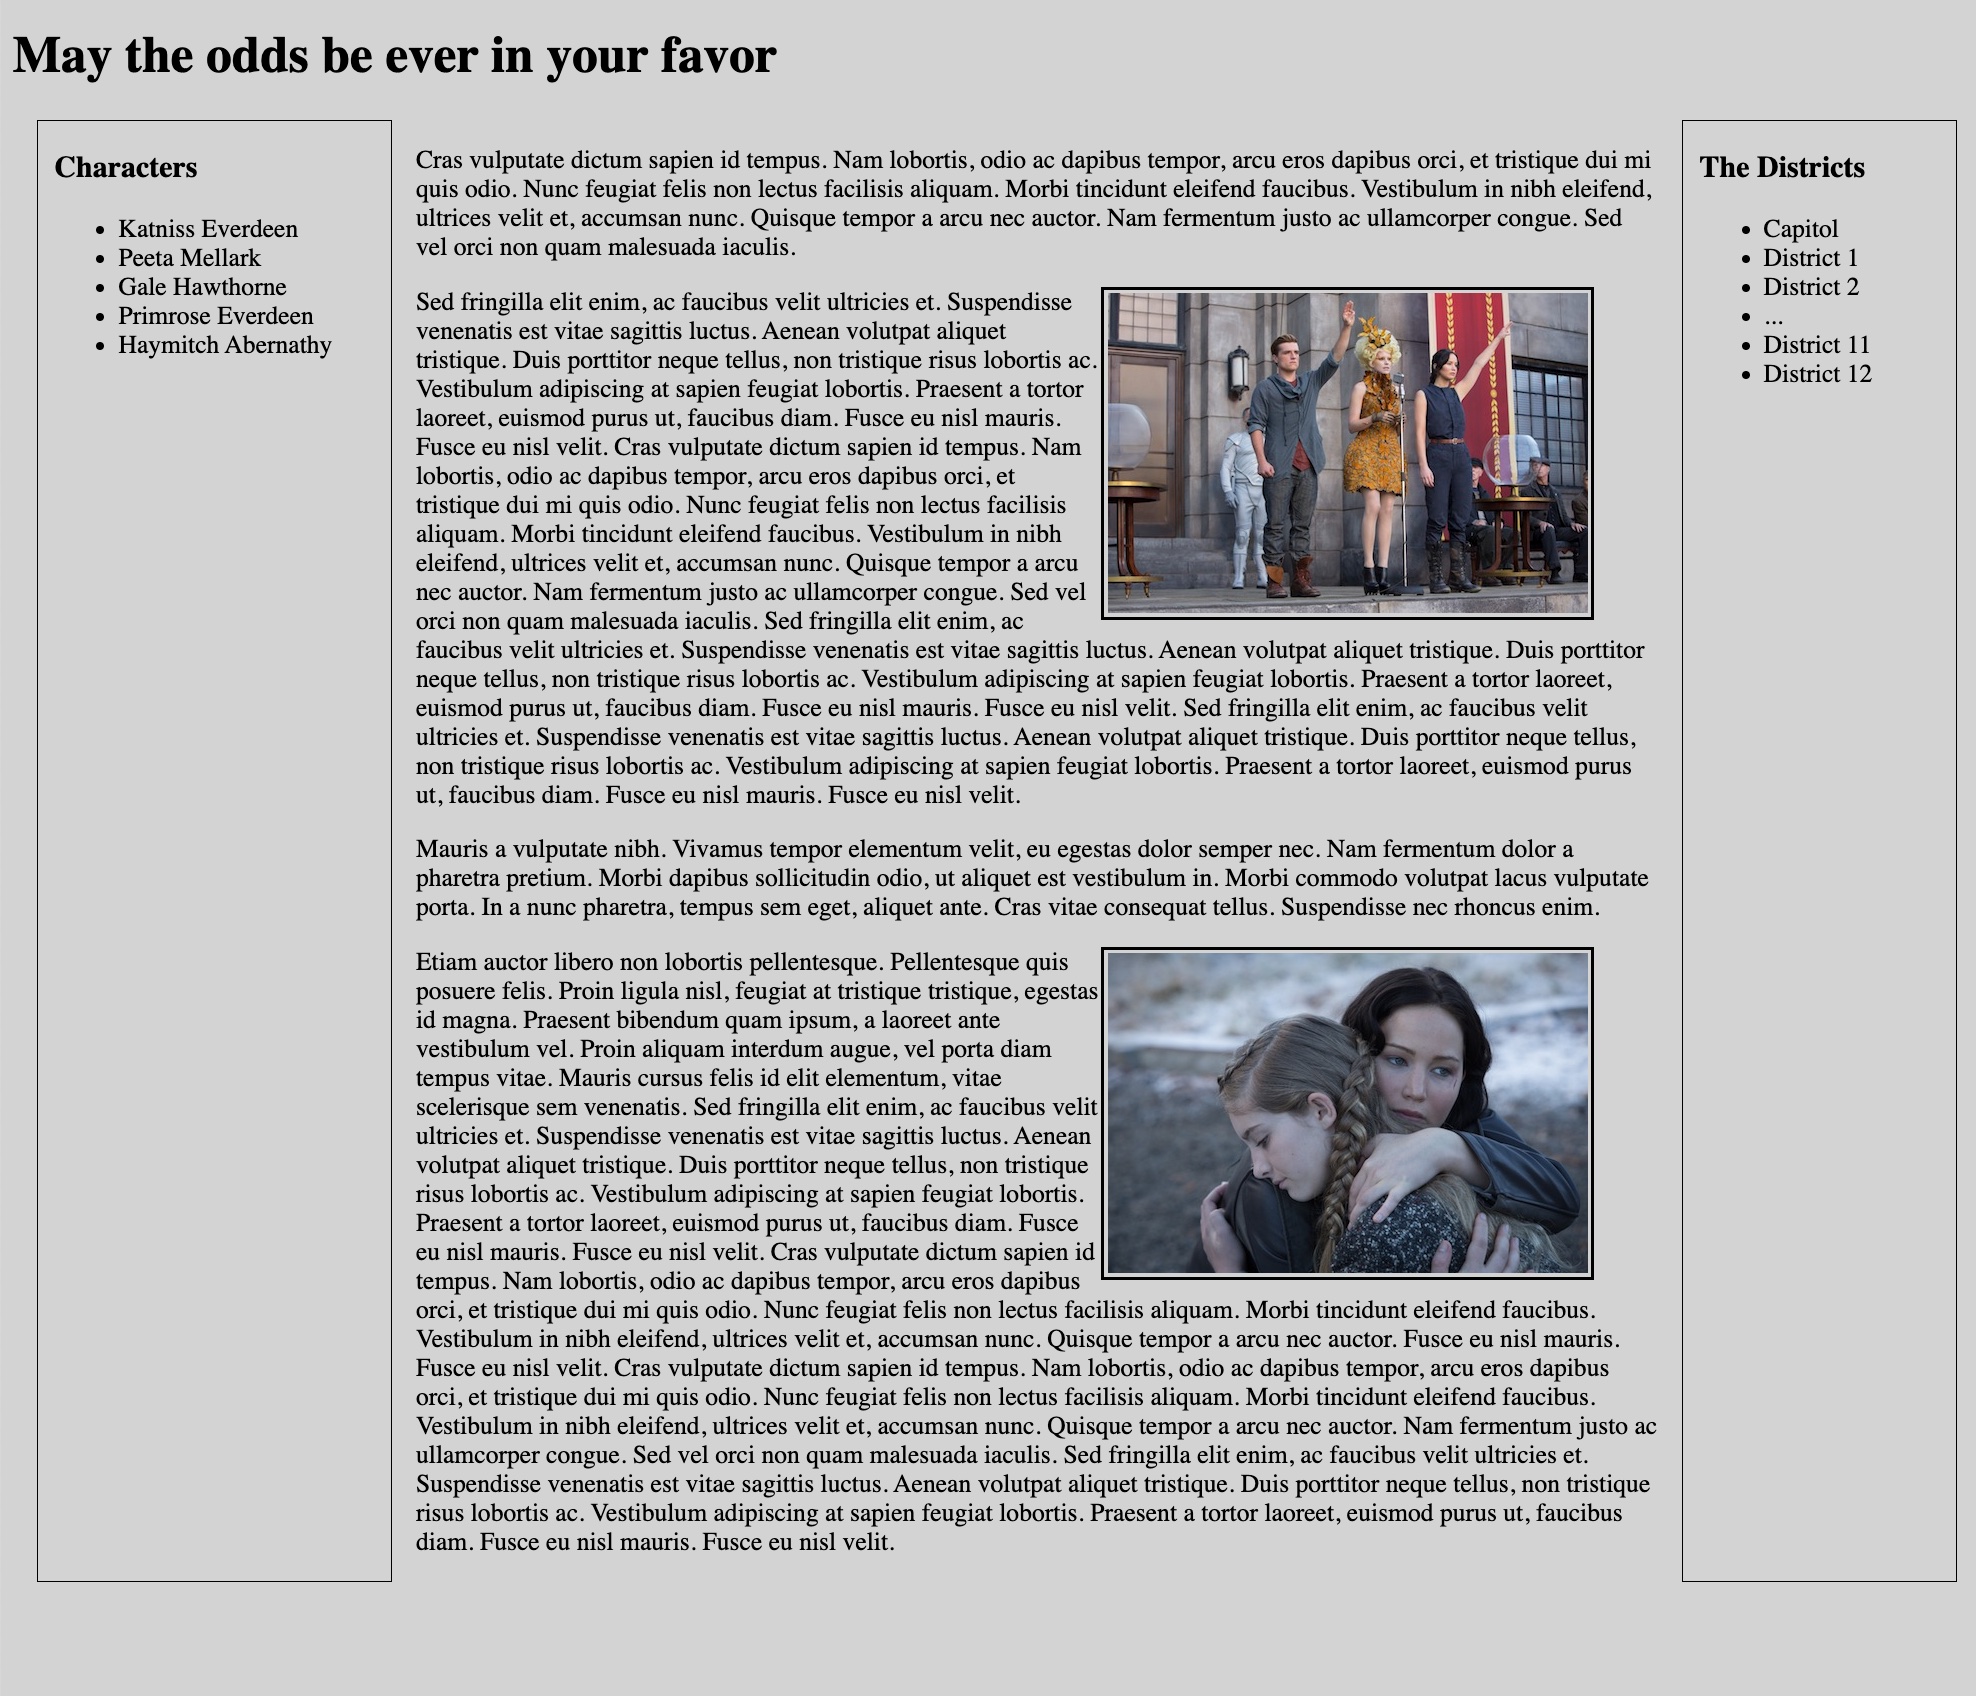 May the odds be ever in your favor
Characters
• Katniss Everdeen
• Peeta Mellark
• Gale Hawthorne
• Primrose Everdeen
• Haymitch Abernathy
Cras vulputate dictum sapien id tempus. Nam lobortis, odio ac dapibus tempor, arcu eros dapibus orci, et tristique dui mi
quis odio. Nunc feugiat felis non lectus facilisis aliquam. Morbi tincidunt eleifend faucibus. Vestibulum in nibh eleifend,
ultrices velit et, accumsan nunc. Quisque tempor a arcu nec auctor. Nam fermentum justo ac ullamcorper congue. Sed
vel orci non quam malesuada iaculis.
Sed fringilla elit enim, ac faucibus velit ultricies et. Suspendisse
venenatis est vitae sagittis luctus. Aenean volutpat aliquet
tristique. Duis porttitor neque tellus, non tristique risus lobortis ac.
Vestibulum adipiscing at sapien feugiat lobortis. Praesent a tortor
laoreet, euismod purus ut, faucibus diam. Fusce eu nisl mauris.
Fusce eu nisl velit. Cras vulputate dictum sapien id tempus. Nam
lobortis, odio ac dapibus tempor, arcu eros dapibus orci, et
tristique dui mi quis odio. Nunc feugiat felis non lectus facilisis
aliquam. Morbi tincidunt eleifend faucibus. Vestibulum in nibh
eleifend, ultrices velit et, accumsan nunc. Quisque tempor a arcu
nec auctor. Nam fermentum justo ac ullamcorper congue. Sed vel
orci non quam malesuada iaculis. Sed fringilla elit enim, ac
faucibus velit ultricies et. Suspendisse venenatis est vitae sagittis luctus. Aenean volutpat aliquet tristique. Duis porttitor
neque tellus, non tristique risus lobortis ac. Vestibulum adipiscing at sapien feugiat lobortis. Praesent a tortor laoreet,
euismod purus ut, faucibus diam. Fusce eu nisl mauris. Fusce eu nisl velit. Sed fringilla elit enim, ac faucibus velit
ultricies et. Suspendisse venenatis est vitae sagittis luctus. Aenean volutpat aliquet tristique. Duis porttitor neque tellus,
non tristique risus lobortis ac. Vestibulum adipiscing at sapien feugiat lobortis. Praesent a tortor laoreet, euismod purus
ut, faucibus diam. Fusce eu nisl mauris. Fusce eu nisl velit.
Mauris a vulputate nibh. Vivamus tempor elementum velit, eu egestas dolor semper nec. Nam fermentum dolor a
pharetra pretium. Morbi dapibus sollicitudin odio, ut aliquet est vestibulum in. Morbi commodo volutpat lacus vulputate
porta. In a nunc pharetra, tempus sem eget, aliquet ante. Cras vitae consequat tellus. Suspendisse nec rhoncus enim.
Etiam auctor libero non lobortis pellentesque. Pellentesque quis
posuere felis. Proin ligula nisl, feugiat at tristique tristique, egestas
id magna. Praesent bibendum quam ipsum, a laoreet ante
vestibulum vel. Proin aliquam interdum augue, vel porta diam
tempus vitae. Mauris cursus felis id elit elementum, vitae
scelerisque sem venenatis. Sed fringilla elit enim, ac faucibus velit
ultricies et. Suspendisse venenatis est vitae sagittis luctus. Aenean
volutpat aliquet tristique. Duis porttitor neque tellus, non tristique
risus lobortis ac. Vestibulum adipiscing at sapien feugiat lobortis.
Praesent a tortor laoreet, euismod purus ut, faucibus diam. Fusce
eu nisl mauris. Fusce eu nisl velit. Cras vulputate dictum sapien id
tempus. Nam lobortis, odio ac dapibus tempor, arcu eros dapibus
orci, et tristique dui mi quis odio. Nunc feugiat felis non lectus facilisis aliquam. Morbi tincidunt eleifend faucibus.
Vestibulum in nibh eleifend, ultrices velit et, accumsan nunc. Quisque tempor a arcu nec auctor. Fusce eu nisl mauris.
Fusce eu nisl velit. Cras vulputate dictum sapien id tempus. Nam lobortis, odio ac dapibus tempor, arcu eros dapibus
orci, et tristique dui mi quis odio. Nunc feugiat felis non lectus facilisis aliquam. Morbi tincidunt eleifend faucibus.
Vestibulum in nibh eleifend, ultrices velit et, accumsan nunc. Quisque tempor a arcu nec auctor. Nam fermentum justo ac
ullamcorper congue. Sed vel orci non quam malesuada iaculis. Sed fringilla elit enim, ac faucibus velit ultricies et.
Suspendisse venenatis est vitae sagittis luctus. Aenean volutpat aliquet tristique. Duis porttitor neque tellus, non tristique
risus lobortis ac. Vestibulum adipiscing at sapien feugiat lobortis. Praesent a tortor laoreet, euismod purus ut, faucibus
diam. Fusce eu nisl mauris. Fusce eu nisl velit.
The Districts
• Capitol
• District 1
• District 2
• ...
• District 11
• District 12